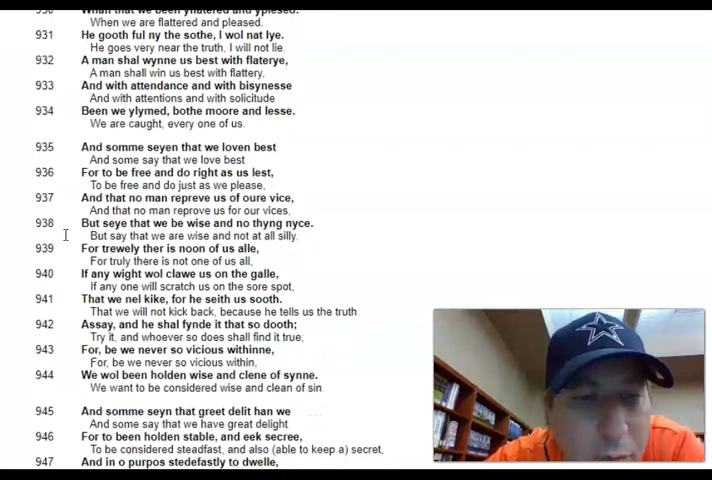 930 Whan that we been yflatered and yplesed.
When we are flattered and pleased.
931 He gooth ful ny the sothe, I wol nat lye.
He goes very near the truth, I will not lie.
932 A man shal wynne us best with flaterye,
A man shall win us best with flattery,
933 And with attendance and with bisynesse
And with attentions and with solicitude
934 Been we ylymed, bothe moore and lesse.
We are caught, every one of us.
935 And somme seyen that we loven best
And some say that we love best
936 For to be free and do right as us lest,
To be free and do just as we please,
937 And that no man repreve us of oure vice,
And that no man reprove us for our vices,
938 But seye that we be wise and no thyng nyce.
But say that we are wise and not at all silly.
939 For trewely ther is noon of us alle,
For truly there is not one of us all,
940 If any wight wol clawe us on the galle,
If any one will scratch us on the sore spot,
941 That we nel kike, for he seith us sooth.
That we will not kick back, because he tells us the truth.
942 Assay, and he shal fynde it that so dooth;
Try it, and whoever so does shall find it true;
943 For, be we never so vicious withinne,
For, be we never so vicious within,
944 We wol been holden wise and clene of synne.
We want to be considered wise and clean of sin.
945 And somme seyn that greet delit han we
And some say that we have great delight
946 For to been holden stable, and eek secree,
To be considered steadfast, and also (able to keep a) secret,
947 And in o purpos stedefastly to dwelle,